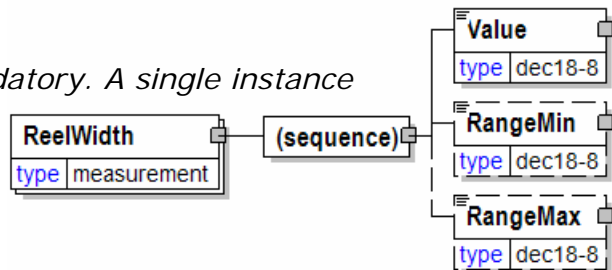 Value
type dec18-8
datory. A single instance
RangeMin
type dec18-8
ReelWidth
type measurement
(sequence)
RangeMax
type dec18-8